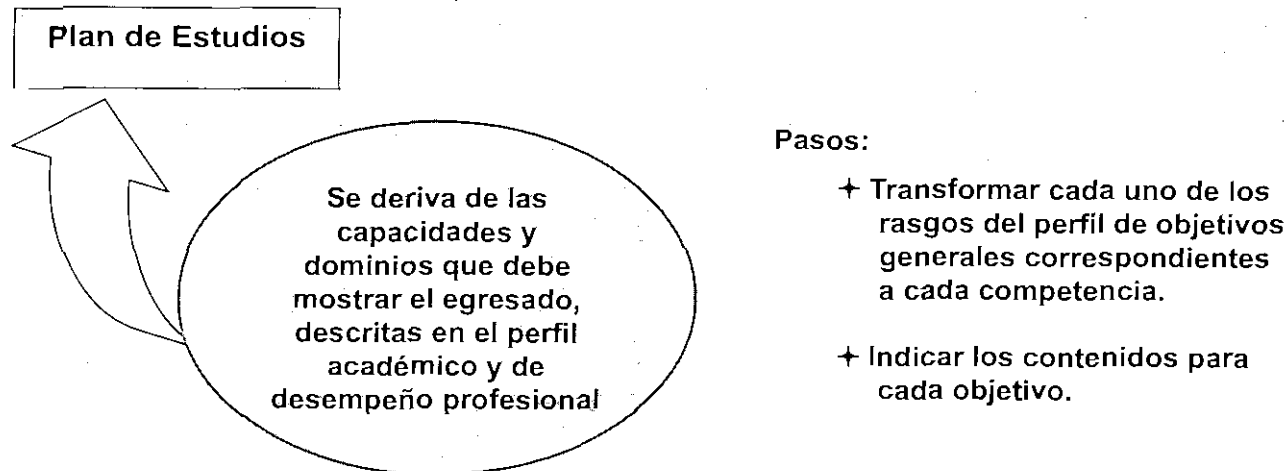 Plan de Estudios
Se deriva de las
capacidades y
dominios que debe
mostrar el egresado,
descritas en el perfil
académico y de
desempeño profesional
Pasos:
+ Transformar cada uno de los
rasgos del perfil de objetivos
generales correspondientes
a cada competencia.
+ Indicar los contenidos para
cada objetivo.